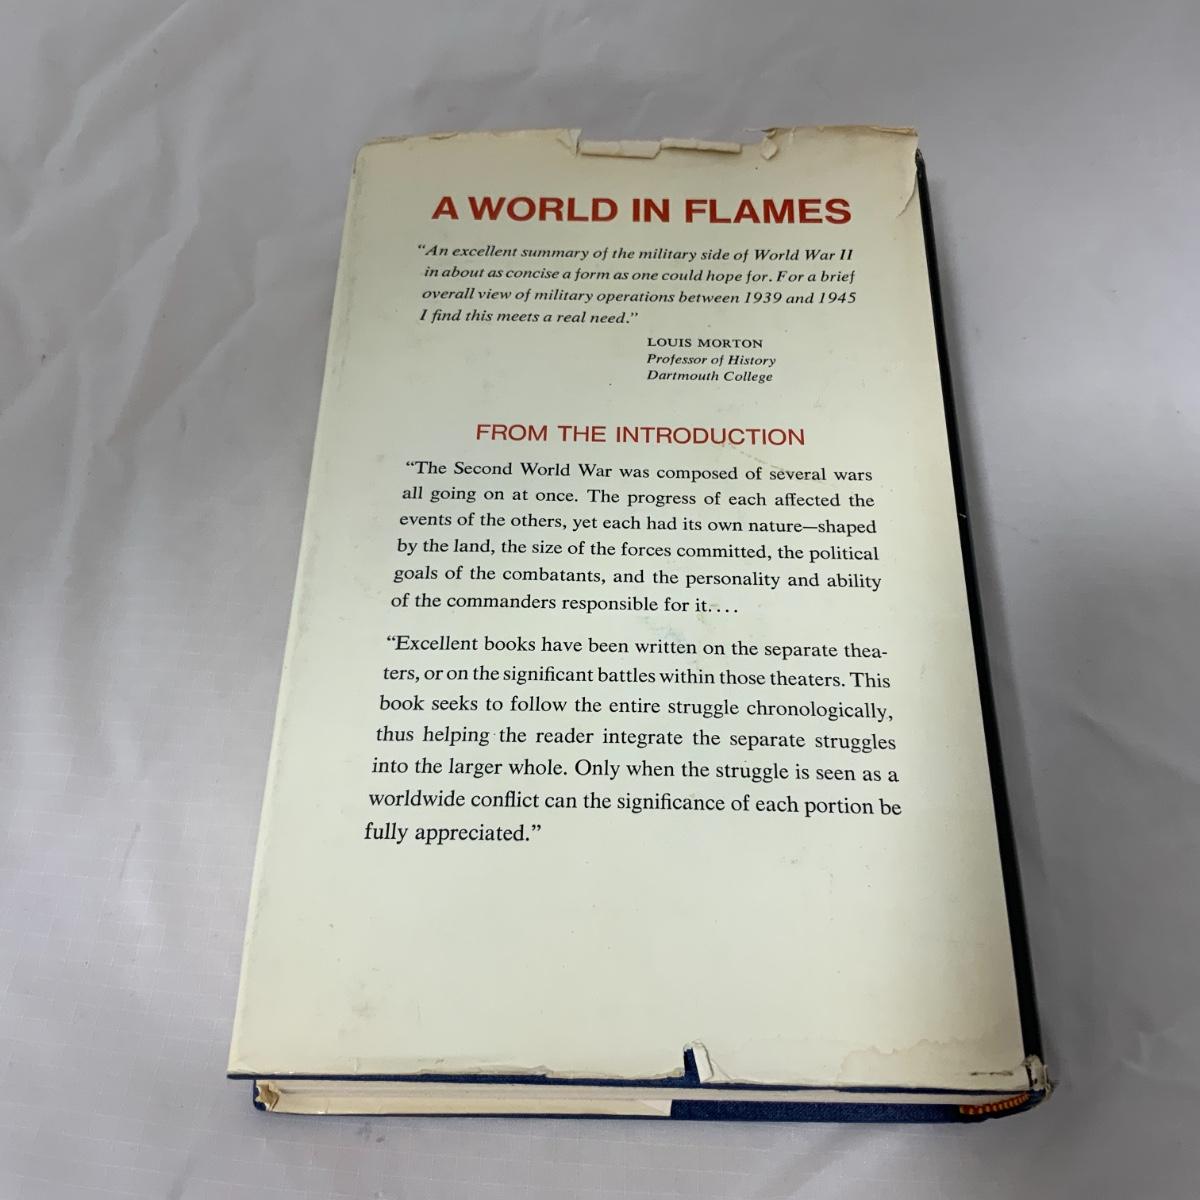 A WORLD IN FLAMES
“An excellent summary of the military side of World War II
in about as concise a form as one could hope for. For a brief
overall view of military operations between 1939 and 1945
I find this meets a real need.”
LOUIS MORTON
Professor of History
Dartmouth College
FROM THE INTRODUCTION
“The Second World War was composed of several wars
all going on at once. The progress of each affected the
events of the others, yet each had its own nature—shaped
by the land, the size of the forces committed, the political
goals of the combatants, and the personality and ability
of the commanders responsible for it....
“Excellent books have been written on the separate thea-
ters, or on the significant battles within those theaters. This
book seeks to follow the entire struggle chronologically,
thus helping the reader integrate the separate struggles
into the larger whole. Only when the struggle is seen as a
worldwide conflict can the significance of each portion be
fully appreciated.”